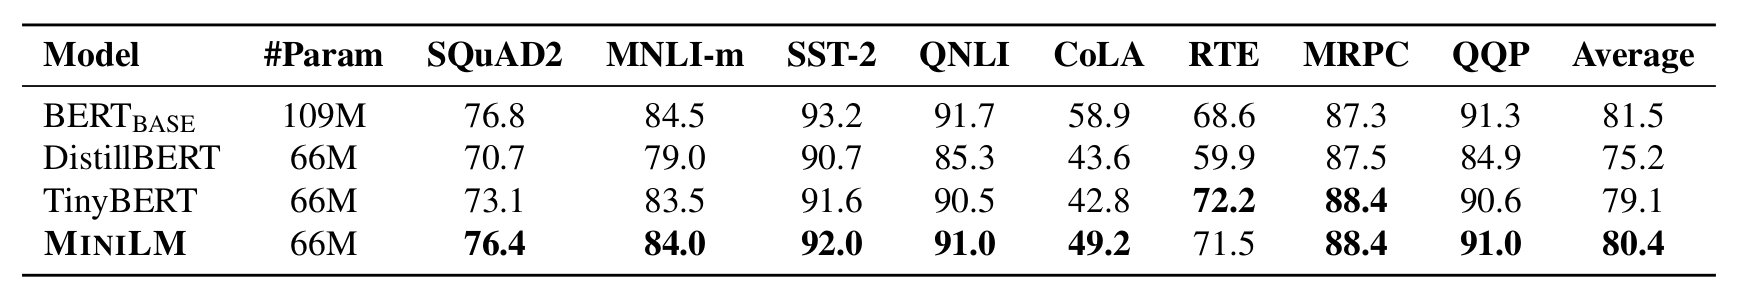 Model #Param SQuAD2 MNLI-m SST-2 QNLI CoLA RTE MRPC QQP Average
BERTBASE 109M 76.8 84.5 93.2 91.7 58.9 68.6 87.3 91.3 81.5
DistillBERT 66M 70.7 79.0 90.7 85.3 43.6 59.9 87.5 84.9 75.2
TinyBERT 66M 73.1 83.5 91.6 90.5 42.8 72.2 88.4 90.6 79.1
MINILM 66M 76.4 84.0 92.0 91.0 49.2 71.5 88.4 91.0 80.4